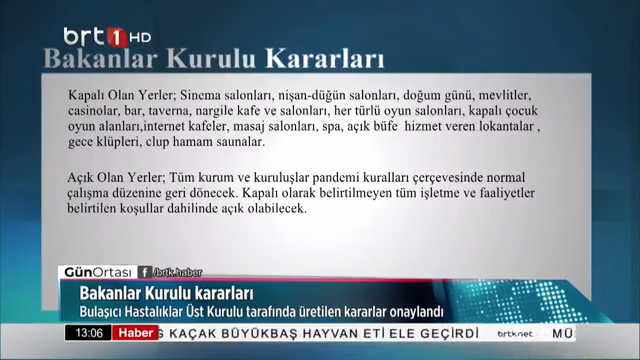 brt 1 HD
Bakanlar Kurulu Kararları
Kapalı Olan Yerler; Sinema salonları, nişan-düğün salonları, doğum günü, mevlitler,
casinolar, bar, taverna, nargile kafe ve salonları, her türlü oyun salonları, kapalı çocuk
oyun alanları,internet kafeler, masaj salonları, spa, açık büfe hizmet veren lokantalar ,
gece klüpleri, clup hamam saunalar.
Açık Olan Yerler; Tüm kurum ve kuruluşlar pandemi kuralları çerçevesinde normal
çalışma düzenine geri dönecek. Kapalı olarak belirtilmeyen tüm işletme ve faaliyetler
belirtilen koşullar dahilinde açık olabilecek.
GünOrtası f /brtk.haber
Bakanlar Kurulu kararları
Bulaşıcı Hastalıklar Üst Kurulu tarafında üretilen kararlar onaylandı
13:06 Haber KAÇAK BÜYÜKBAŞ HAYVAN ETİ ELE GEÇİRDİ brtknet MÜ